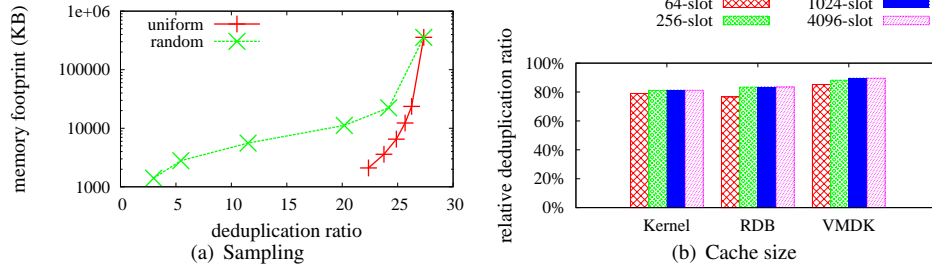 1e+06
100000
10000
1000
memory footprint (KB)
uniform
random
0 5 10 15 20 25 30
deduplication ratio
(a) Sampling
64-slot 1024-slot
256-slot 4096-slot
relative deduplication ratio
100%
80%
60%
40%
20%
0%
Kernel RDB VMDK
(b) Cache size